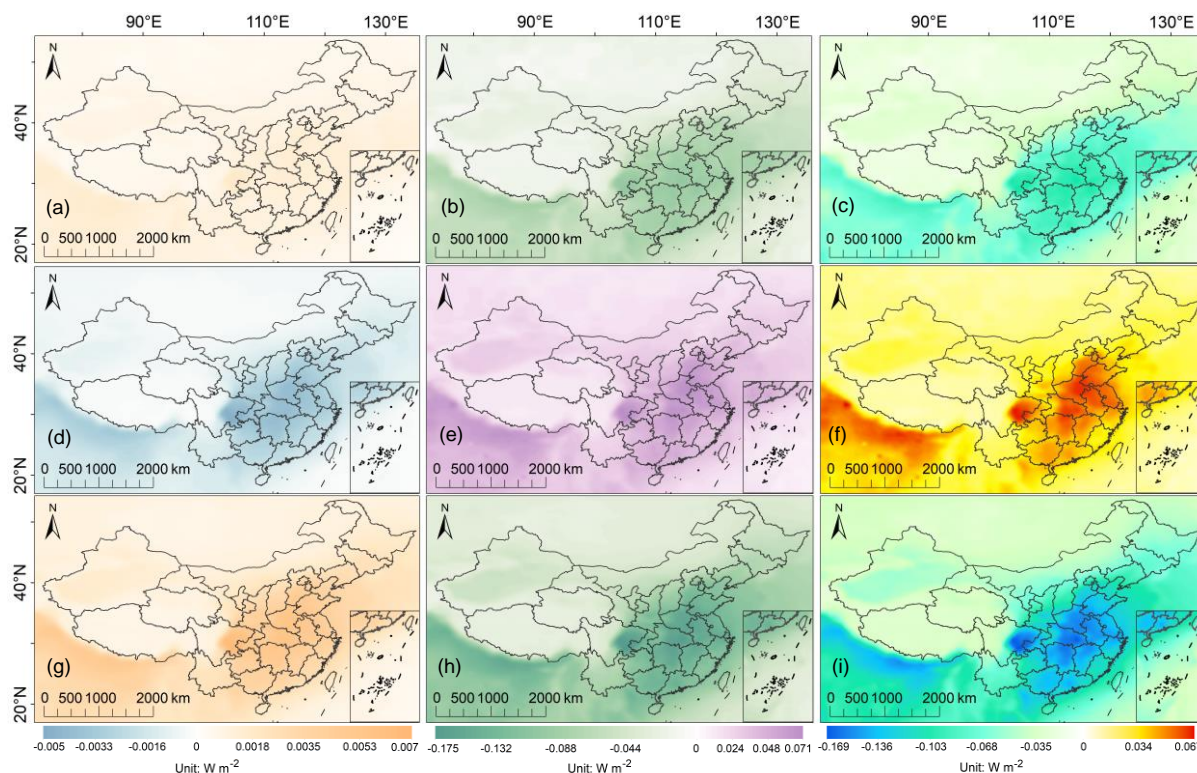 90°E 110°E 130°E 90°E 110°E 130°E 90°E 110°E 130°E
N N N
40°N
(a) (b) (c)
0 500 1000 2000 km 0 500 1000 2000 km 0 500 1000 2000 km
20°N
N N N
40°N
(d) (e) (f)
0 500 1000 2000 km 0 500 1000 2000 km 0 500 1000 2000 km
20°N
N N N
40°N
(g) (h) (i)
0 500 1000 2000 km 0 500 1000 2000 km 0 500 1000 2000 km
20°N
-0.005 -0.0033 -0.0016 0 0.0018 0.0035 0.0053 0.007 -0.175 -0.132 -0.088 -0.044 0 0.024 0.048 0.071 -0.169 -0.136 -0.103 -0.068 -0.035 0 0.034 0.06
Unit: W m⁻² Unit: W m⁻² Unit: W m⁻²